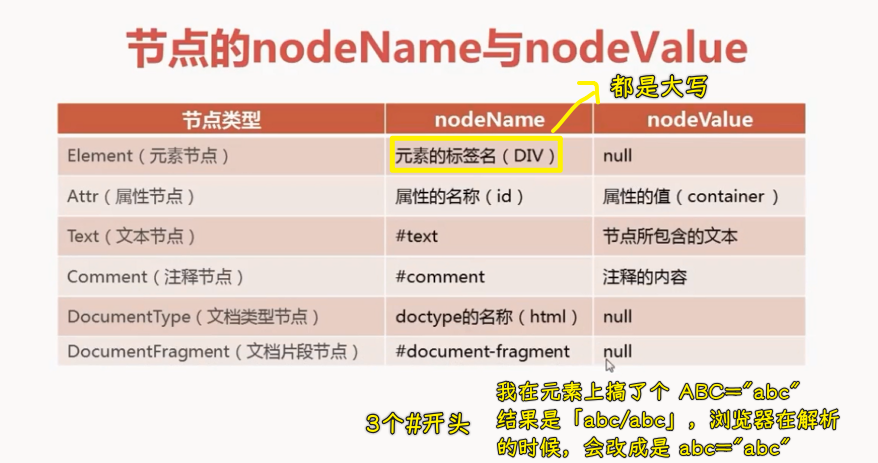 节点的nodeName与nodeValue
都是大写
节点类型 nodeName nodeValue
Element（元素节点） 元素的标签名（DIV） null
Attr（属性节点） 属性的名称（id） 属性的值（container ）
Text（文本节点） #text 节点所包含的文本
Comment（注释节点） #comment 注释的内容
DocumentType（文档类型节点） doctype的名称（html） null
DocumentFragment（文档片段节点） #document-fragment null
3个#开头
我在元素上搞了个 ABC="abc"
结果是「abc/abc」，浏览器在解析
的时候，会改成是 abc="abc"